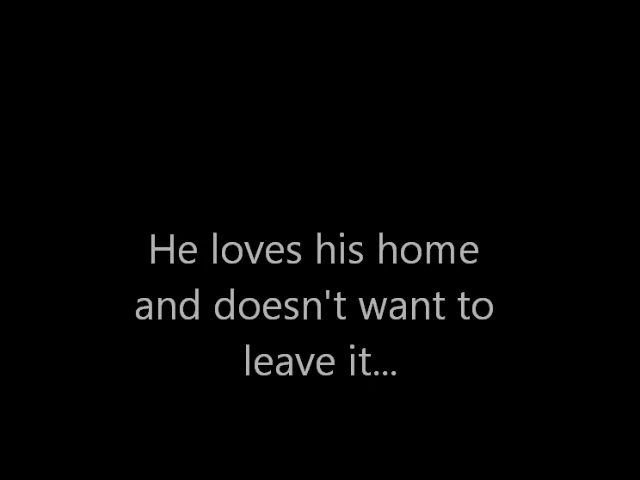 He loves his home
and doesn't want to
leave it...